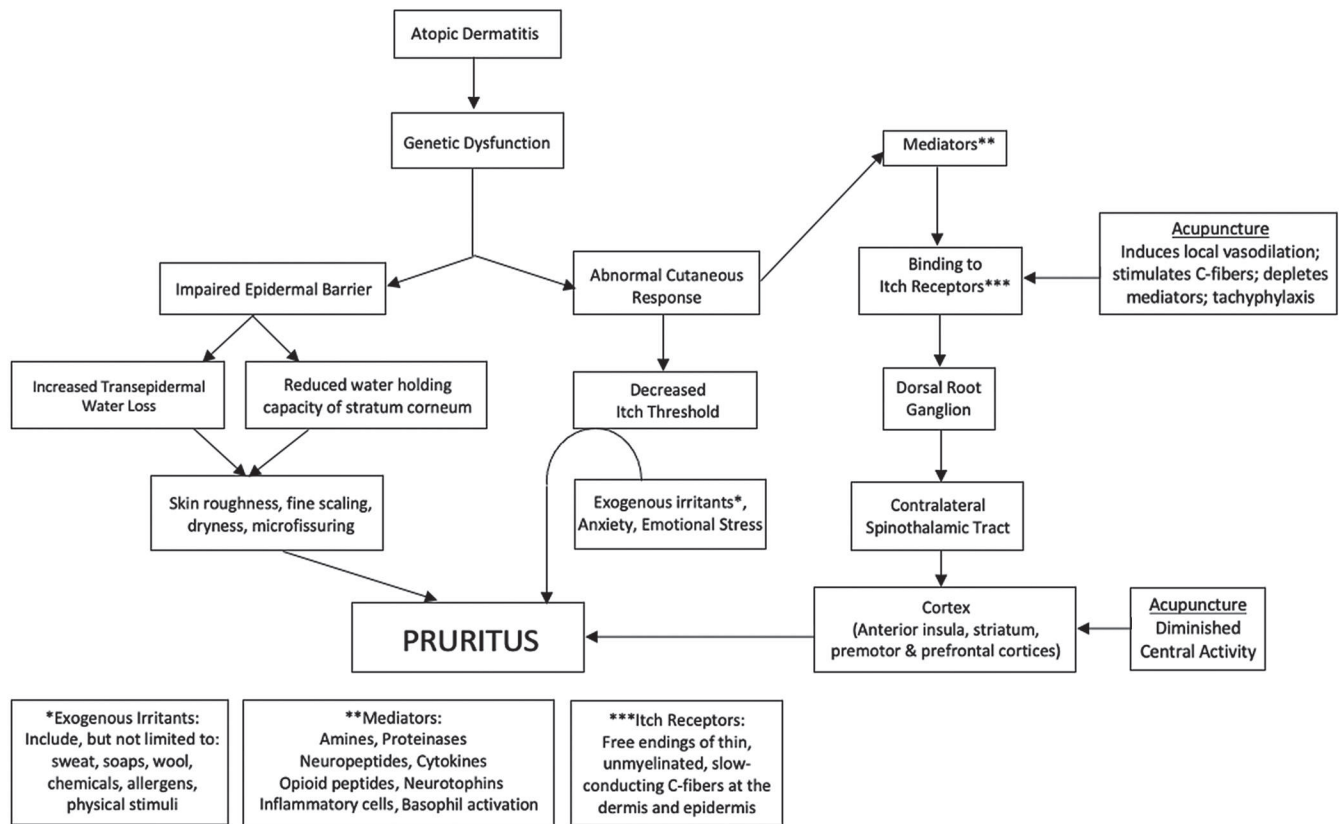 Atopic Dermatitis
Genetic Dysfunction
Mediators**
Acupuncture
Induces local vasodilation;
stimulates C-fibers; depletes
mediators; tachyphylaxis
Impaired Epidermal Barrier
Abnormal Cutaneous
Response
Binding to
Itch Receptors***
Increased Transepidermal
Water Loss
Reduced water holding
capacity of stratum corneum
Decreased
Itch Threshold
Dorsal Root
Ganglion
Skin roughness, fine scaling,
dryness, microfissuring
Exogenous irritants*,
Anxiety, Emotional Stress
Contralateral
Spinothalamic Tract
PRURITUS
Cortex
(Anterior insula, striatum,
premotor & prefrontal cortices)
Acupuncture
Diminished
Central Activity
*Exogenous Irritants:
Include, but not limited to:
sweat, soaps, wool,
chemicals, allergens,
physical stimuli
**Mediators:
Amines, Proteinases
Neuropeptides, Cytokines
Opioid peptides, Neurotophins
Inflammatory cells, Basophil activation
***Itch Receptors:
Free endings of thin,
unmyelinated, slow-
conducting C-fibers at the
dermis and epidermis